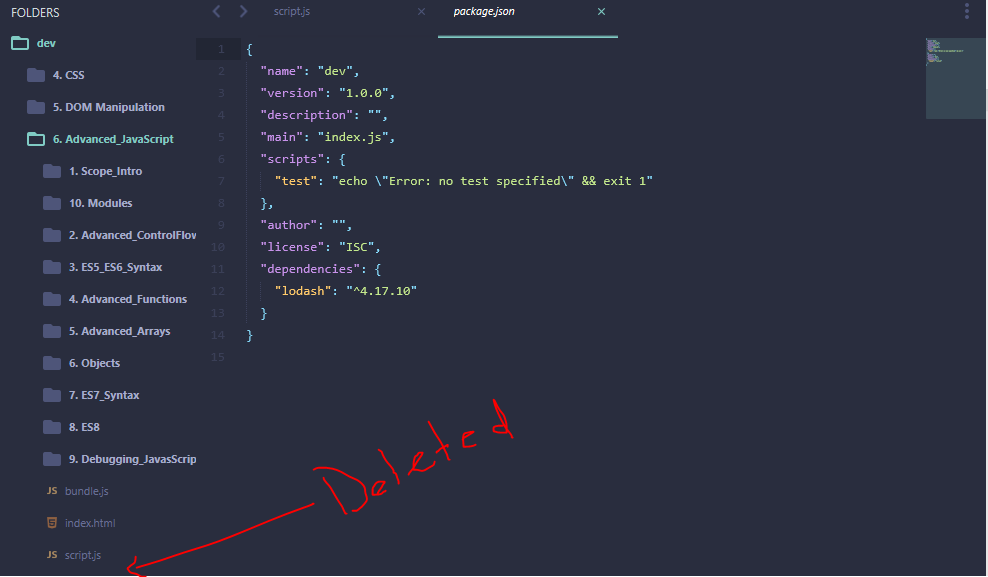 FOLDERS
dev
4. CSS
5. DOM Manipulation
6. Advanced_JavaScript
1. Scope_Intro
10. Modules
2. Advanced_ControlFlow
3. ES5_ES6_Syntax
4. Advanced_Functions
5. Advanced_Arrays
6. Objects
7. ES7_Syntax
8. ES8
9. Debugging_JavasScrip
JS bundle.js
index.html
JS script.js
script.js × package.json ×
1 {
2 "name": "dev",
3 "version": "1.0.0",
4 "description": "",
5 "main": "index.js",
6 "scripts": {
7 "test": "echo \"Error: no test specified\" && exit 1"
8 },
9 "author": "",
10 "license": "ISC",
11 "dependencies": {
12 "lodash": "^4.17.10"
13 }
14 }
15
Deleted